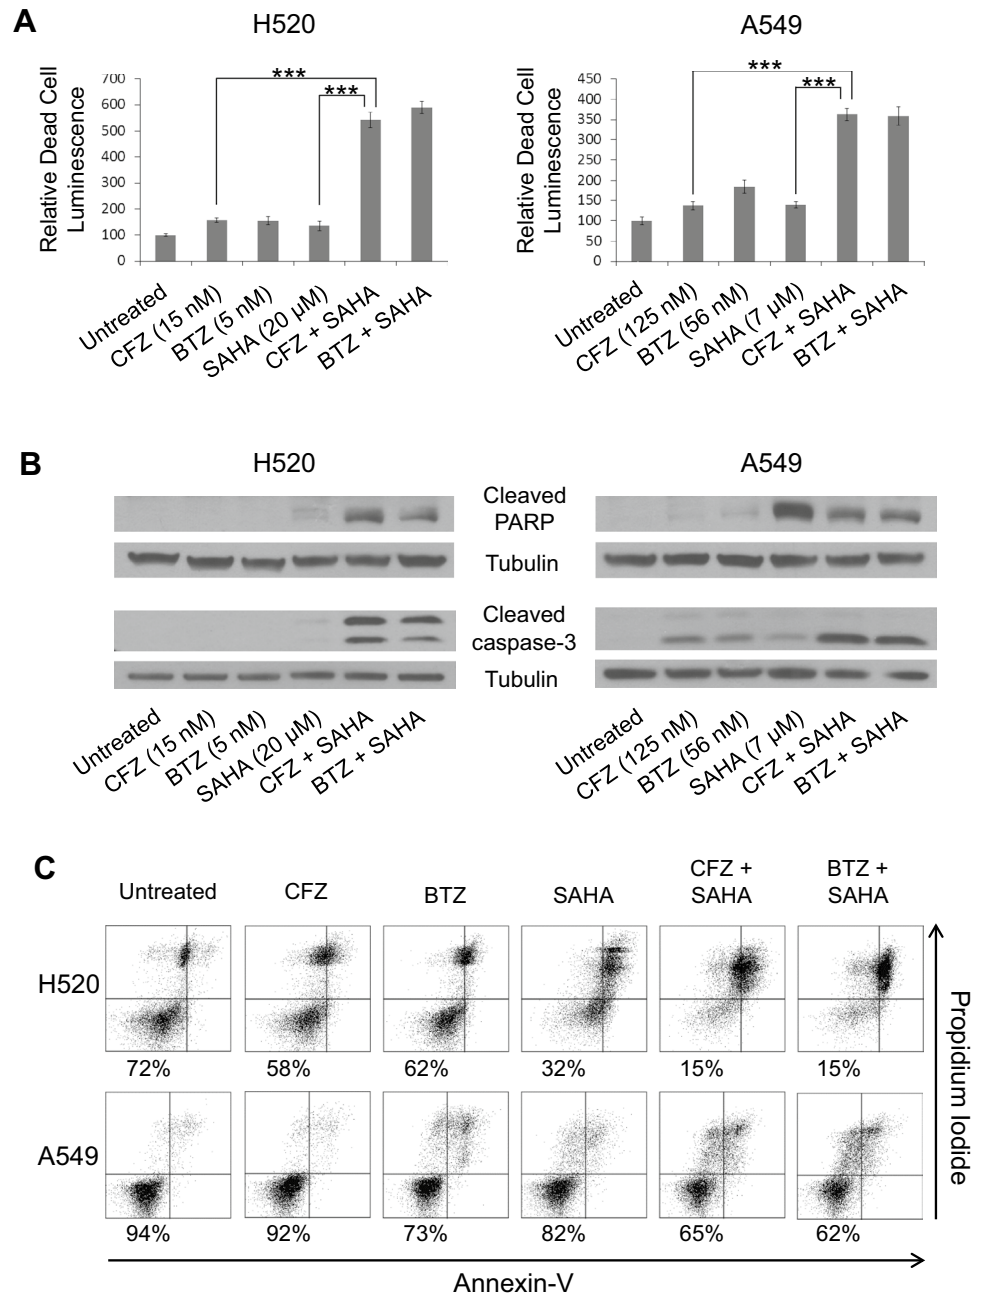 A
H520
A549
Relative Dead Cell
Luminescence
700
600
500
400
300
200
100
0
***
***
Untreated
CFZ (15 nM)
BTZ (5 nM)
SAHA (20 µM)
CFZ + SAHA
BTZ + SAHA
Relative Dead Cell
Luminescence
450
400
350
300
250
200
150
100
50
0
***
***
Untreated
CFZ (125 nM)
BTZ (56 nM)
SAHA (7 µM)
CFZ + SAHA
BTZ + SAHA
B
H520
A549
Cleaved
PARP
Tubulin
Cleaved
caspase-3
Tubulin
Untreated
CFZ (15 nM)
BTZ (5 nM)
SAHA (20 µM)
CFZ + SAHA
BTZ + SAHA
Untreated
CFZ (125 nM)
BTZ (56 nM)
SAHA (7 µM)
CFZ + SAHA
BTZ + SAHA
C
Untreated
CFZ
BTZ
SAHA
CFZ +
SAHA
BTZ +
SAHA
H520
72%
58%
62%
32%
15%
15%
A549
94%
92%
73%
82%
65%
62%
Propidium Iodide
Annexin-V